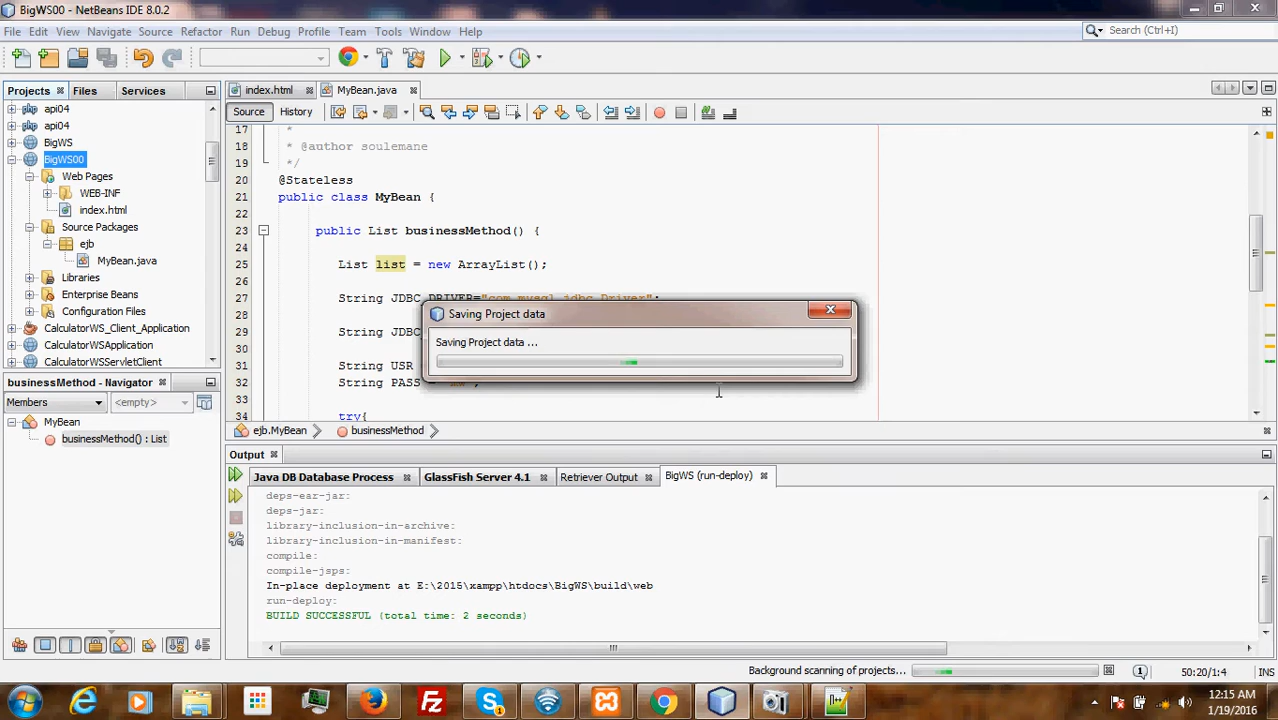 BigWS00 - NetBeans IDE 8.0.2
File Edit View Navigate Source Refactor Run Debug Profile Team Tools Window Help
Search (Ctrl+I)
Projects Files Services
index.html MyBean.java
Source History
api04
api04
BigWS
BigWS00
Web Pages
WEB-INF
index.html
Source Packages
ejb
MyBean.java
Libraries
Enterprise Beans
Configuration Files
CalculatorWS_Client_Application
CalculatorWSApplication
CalculatorWSServletClient
17 *
18 * @author soulemane
19 */
20 @Stateless
21 public class MyBean {
22
23 public List businessMethod() {
24
25 List list = new ArrayList();
26
27 String JDBC_DRIVER="com.mysql.jdbc.Driver";
29 String JDBC
30
31 String USR
32 String PASS =
33
34 try{
Saving Project data
Saving Project data ...
ejb.MyBean businessMethod
businessMethod - Navigator
Members <empty>
MyBean
businessMethod() : List
Output
Java DB Database Process GlassFish Server 4.1 Retriever Output BigWS (run-deploy)
deps-ear-jar:
deps-jar:
library-inclusion-in-archive:
library-inclusion-in-manifest:
compile:
compile-jsps:
In-place deployment at E:\2015\xampp\htdocs\BigWS\build\web
run-deploy:
BUILD SUCCESSFUL (total time: 2 seconds)
Background scanning of projects... 1 50:20/1:4 INS
12:15 AM
1/19/2016